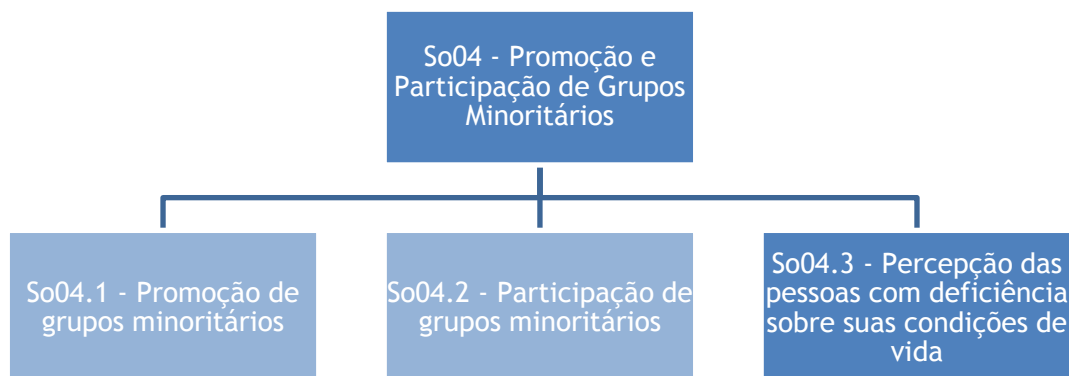 So04 - Promoção e
Participação de Grupos
Minoritários
So04.1 - Promoção de
grupos minoritários
So04.2 - Participação de
grupos minoritários
So04.3 - Percepção das
pessoas com deficiência
sobre suas condições de
vida